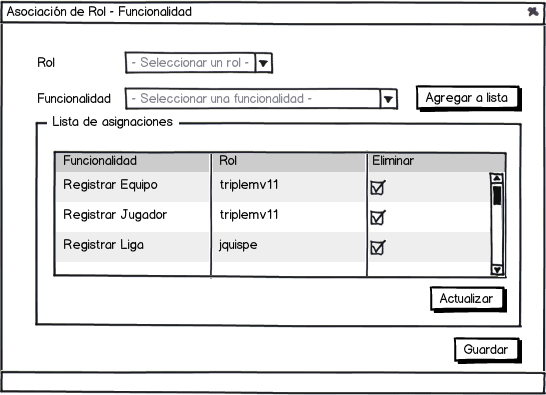 Asociación de Rol - Funcionalidad
Rol - Seleccionar un rol -
Funcionalidad - Seleccionar una funcionalidad - Agregar a lista
Lista de asignaciones
Funcionalidad Rol Eliminar
Registrar Equipo triplemv11
Registrar Jugador triplemv11
Registrar Liga jquispe
Actualizar
Guardar